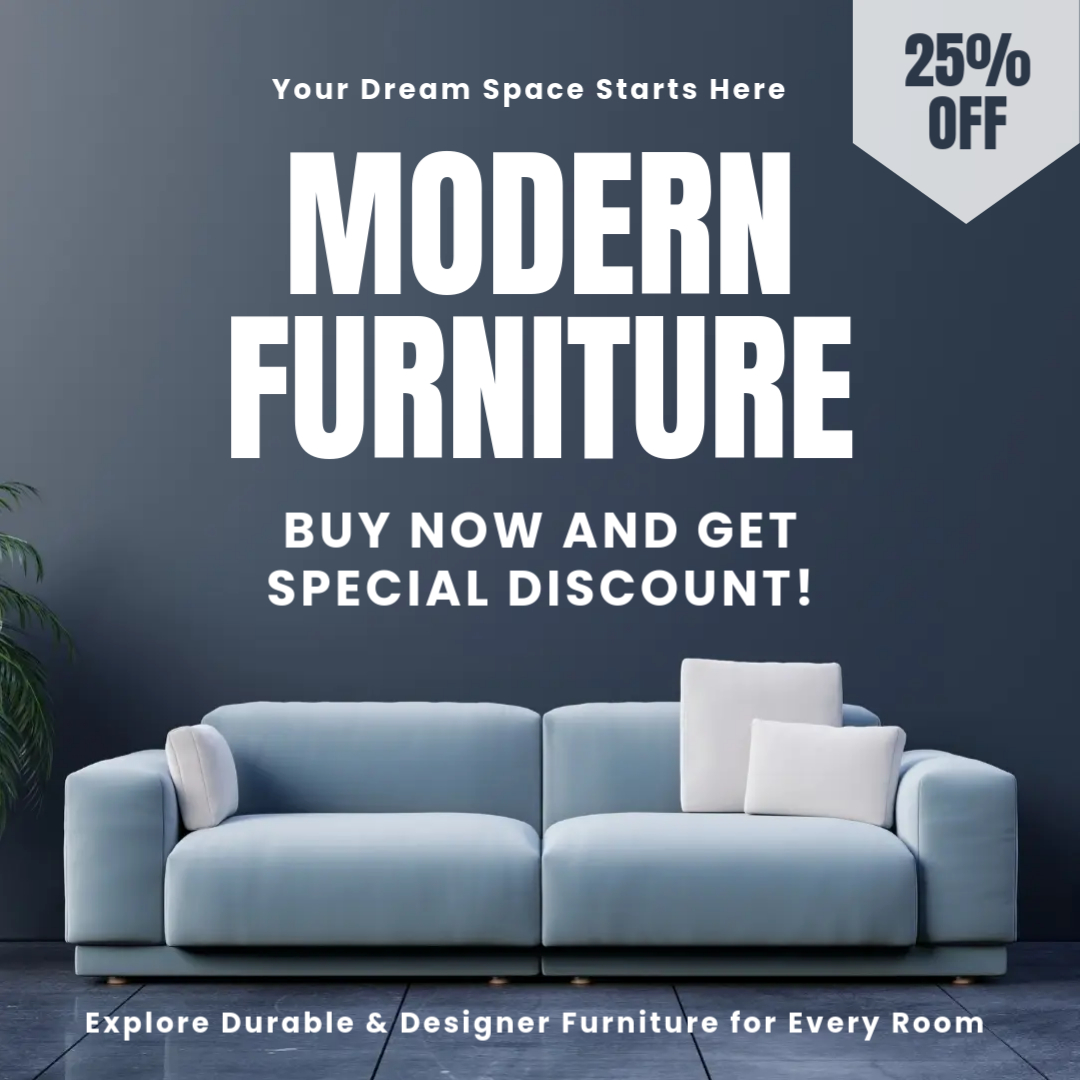 Your Dream Space Starts Here
25%
OFF
MODERN
FURNITURE
BUY NOW AND GET
SPECIAL DISCOUNT!
Explore Durable & Designer Furniture for Every Room